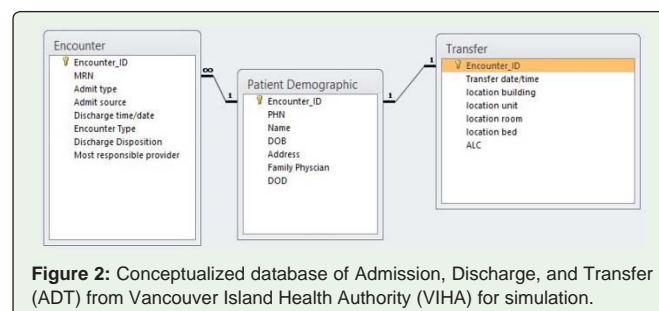 Encounter
Encounter_ID
MRN
Admit type
Admit source
Discharge time/date
Encounter Type
Discharge Disposition
Most responsible provider
∞
1
Patient Demographic
Encounter_ID
PHN
Name
DOB
Address
Family Physcian
DOD
1
1
Transfer
Encounter_ID
Transfer date/time
location building
location unit
location room
location bed
ALC
Figure 2: Conceptualized database of Admission, Discharge, and Transfer
(ADT) from Vancouver Island Health Authority (VIHA) for simulation.